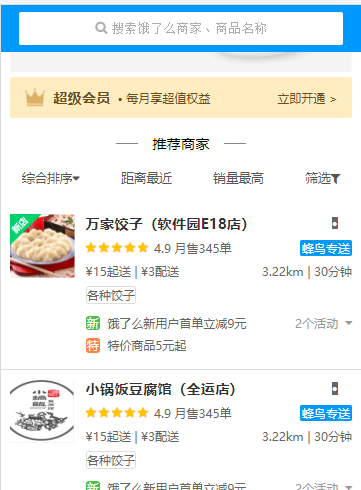 搜索饿了么商家、商品名称
超级会员 • 每月享超值权益 立即开通 >
推荐商家
综合排序 距离最近 销量最高 筛选
新店
万家饺子（软件园E18店）
4.9 月售345单 蜂鸟专送
¥15起送 | ¥3配送 3.22km | 30分钟
各种饺子
新 饿了么新用户首单立减9元 2个活动
特 特价商品5元起
小锅饭豆腐馆（全运店）
4.9 月售345单 蜂鸟专送
¥15起送 | ¥3配送 3.22km | 30分钟
各种饺子
新 饿了么新用户首单立减9元 2个活动